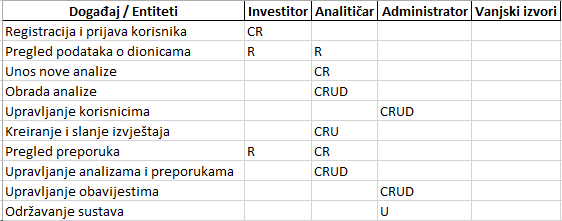 Događaj / Entiteti Investitor Analitičar Administrator Vanjski izvori
Registracija i prijava korisnika CR
Pregled podataka o dionicama R R
Unos nove analize CR
Obrada analize CRUD
Upravljanje korisnicima CRUD
Kreiranje i slanje izvještaja CRU
Pregled preporuka R CR
Upravljanje analizama i preporukama CRUD
Upravljanje obavijestima CRUD
Održavanje sustava U